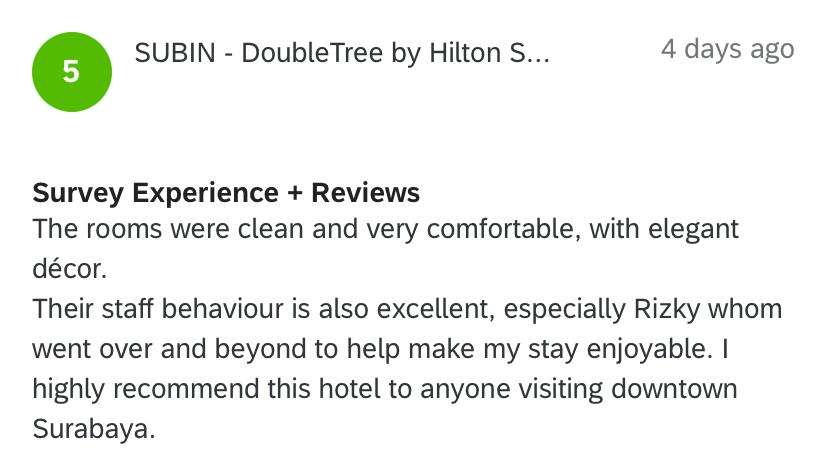 5
SUBIN - DoubleTree by Hilton S...
4 days ago
Survey Experience + Reviews
The rooms were clean and very comfortable, with elegant
décor.
Their staff behaviour is also excellent, especially Rizky whom
went over and beyond to help make my stay enjoyable. I
highly recommend this hotel to anyone visiting downtown
Surabaya.